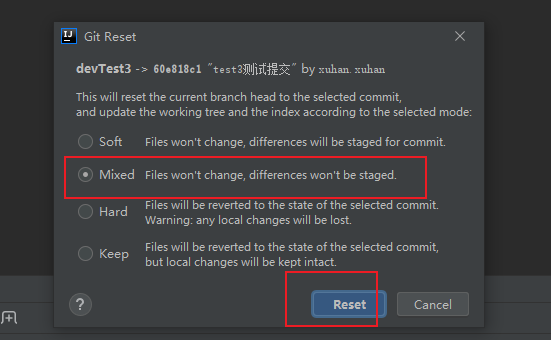 IJ Git Reset
devTest3 -> 60e818c1 "test3测试提交" by xuhan.xuhan
This will reset the current branch head to the selected commit,
and update the working tree and the index according to the selected mode:
Soft Files won't change, differences will be staged for commit.
Mixed Files won't change, differences won't be staged.
Hard Files will be reverted to the state of the selected commit.
Warning: any local changes will be lost.
Keep Files will be reverted to the state of the selected commit,
but local changes will be kept intact.
? Reset Cancel